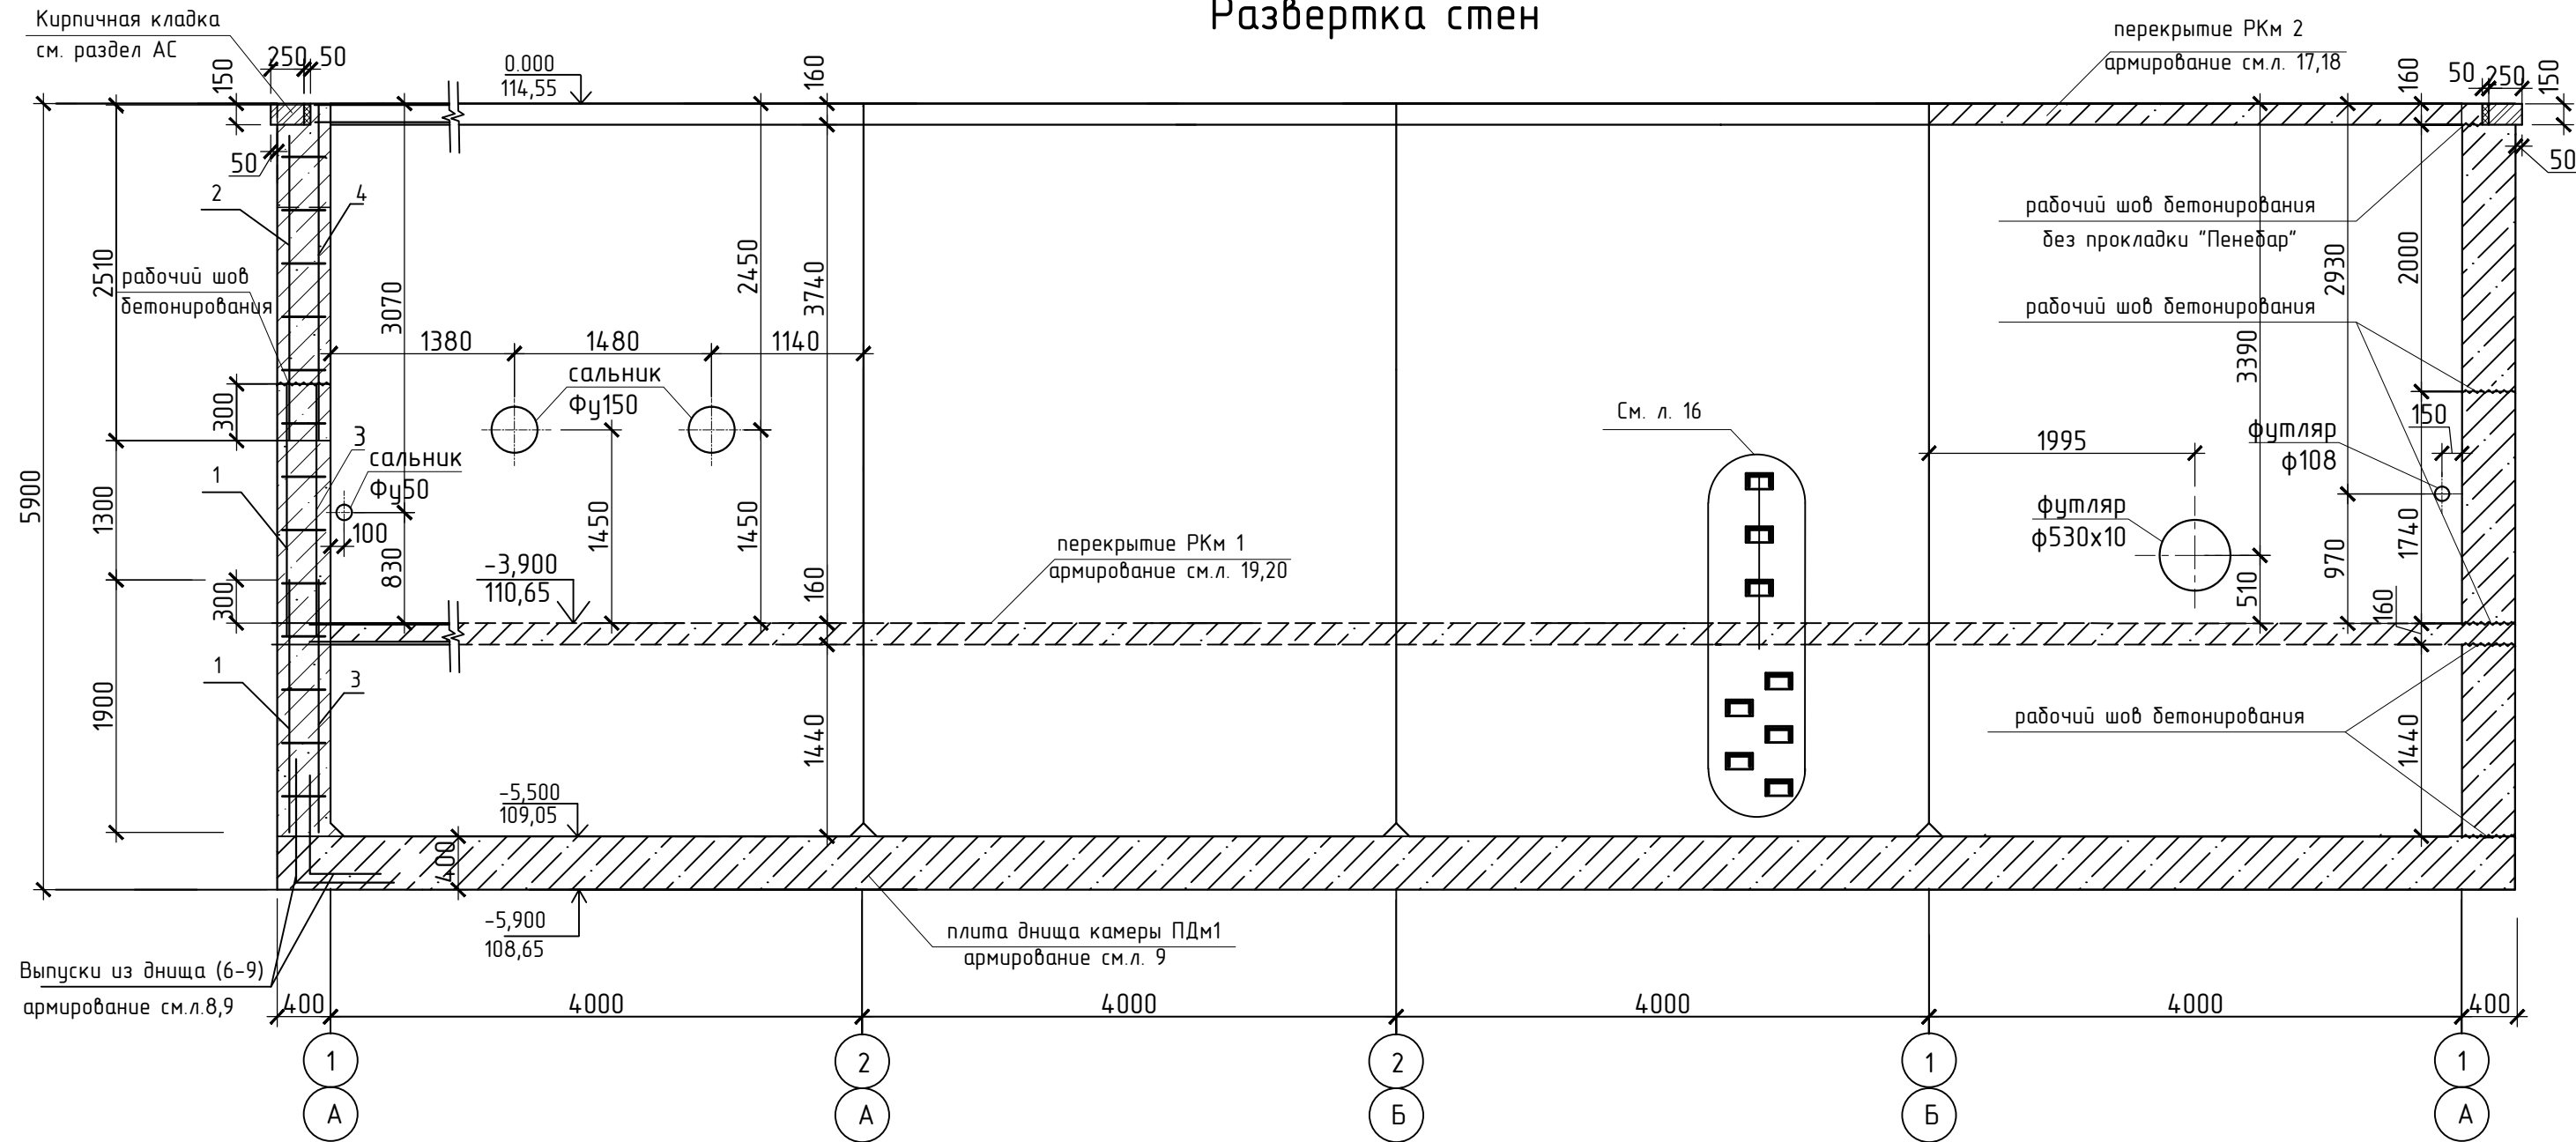 Развертка стен
Кирпичная кладка
см. раздел АС
250
50
150
0.000
114,55
160
перекрытие РКм 2
армирование см.л. 17,18
160
50
250
150
50
50
2
4
2510
рабочий шов
бетонирования
3070
2450
3740
1380
1480
1140
сальник
Фу150
рабочий шов бетонирования
без прокладки "Пенебар"
рабочий шов бетонирования
2930
2000
3390
300
3
сальник
Фу50
1
100
См. л. 16
1995
150
футляр
ф108
футляр
ф530х10
5900
1300
830
1450
1450
-3,900
110,65
160
перекрытие РКм 1
армирование см.л. 19,20
510
970
1740
160
300
1
3
1900
1440
рабочий шов бетонирования
1440
-5,500
109,05
400
-5,900
108,65
плита днища камеры ПДм1
армирование см.л. 9
Выпуски из днища (6-9)
армирование см.л.8,9
400
4000
4000
4000
4000
400
1
2
2
1
1
А
А
Б
Б
А